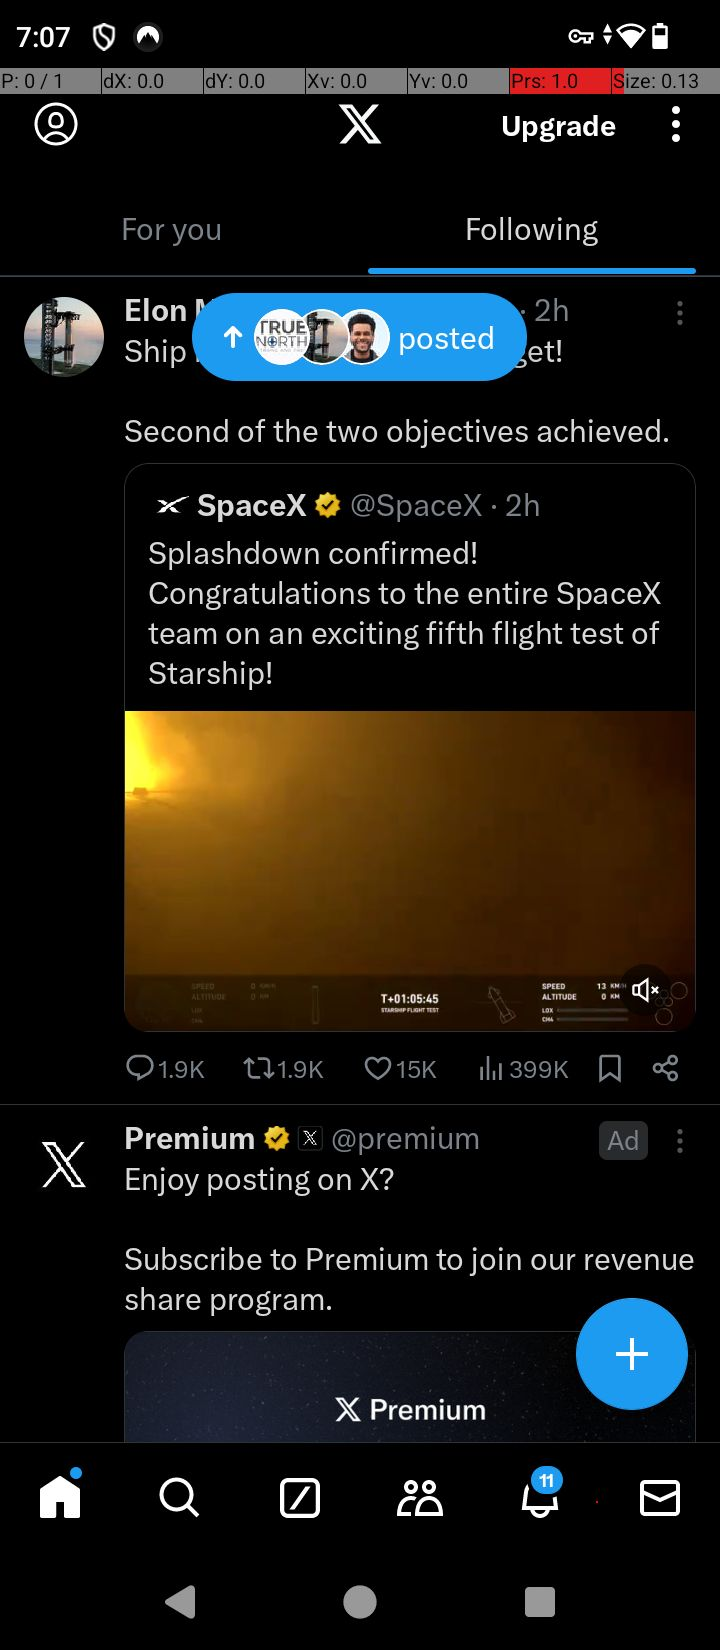 7:07
P: 0 / 1 dX: 0.0 dY: 0.0 Xv: 0.0 Yv: 0.0 Prs: 1.0 Size: 0.13
Upgrade
For you Following
Elon · 2h
TRUE NORTH posted
Ship get!
Second of the two objectives achieved.
SpaceX @SpaceX · 2h
Splashdown confirmed!
Congratulations to the entire SpaceX
team on an exciting fifth flight test of
Starship!
SPEED 0 KM/H
ALTITUDE 0 KM
LOX
CH4
T+01:05:45
STARSHIP FLIGHT TEST
SPEED 13 KM/H
ALTITUDE 0 KM
LOX
CH4
1.9K 1.9K 15K 399K
Premium @premium Ad
Enjoy posting on X?
Subscribe to Premium to join our revenue
share program.
X Premium
11